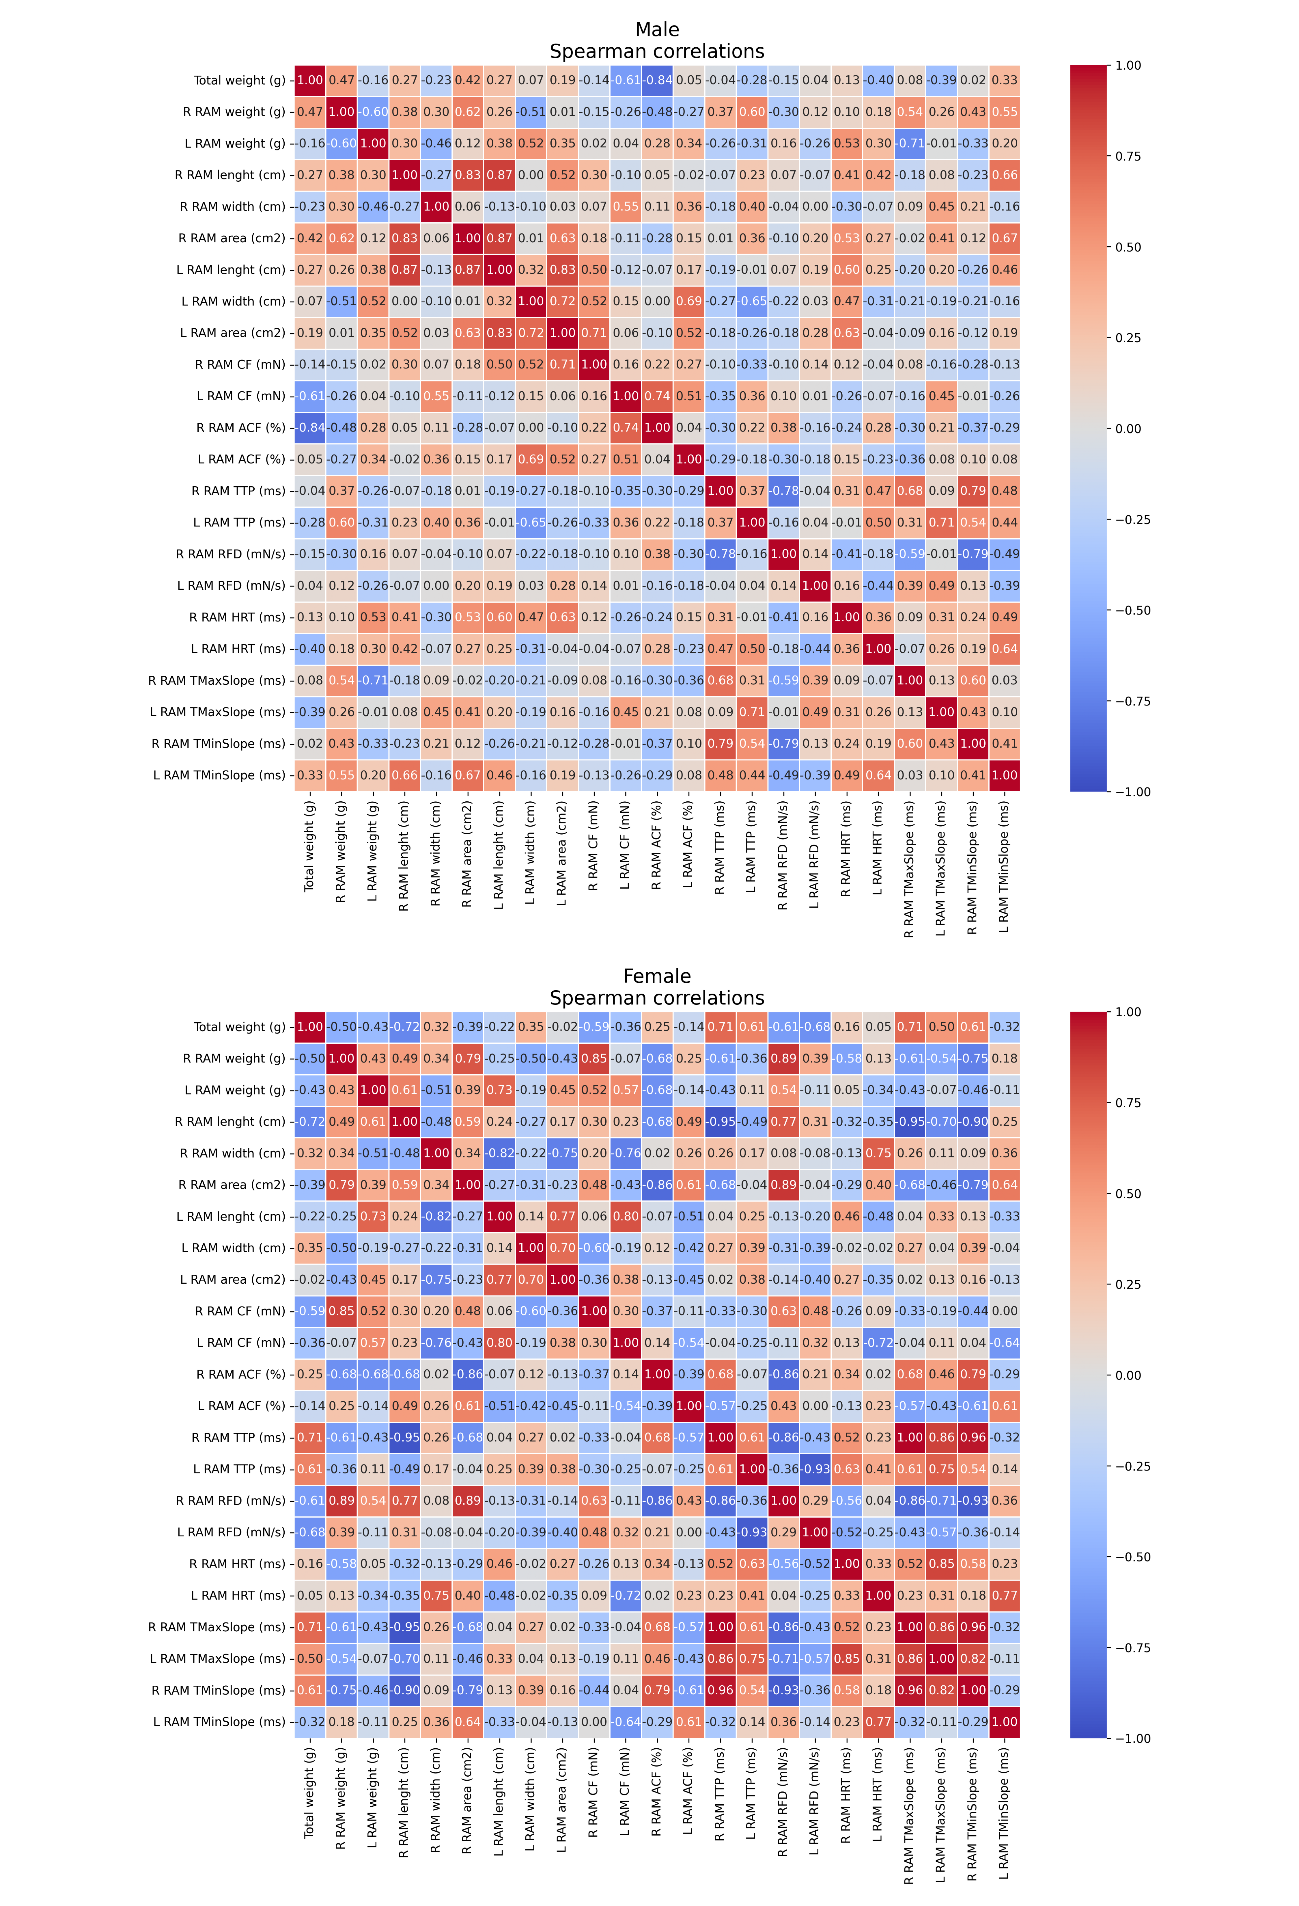 Male
Spearman correlations
Total weight (g) 1.00 0.47 -0.16 0.27 -0.23 0.42 0.27 0.07 0.19 -0.14 -0.61 -0.84 0.05 -0.04 -0.28 -0.15 0.04 0.13 -0.40 0.08 -0.39 0.02 0.33
R RAM weight (g) 0.47 1.00 -0.60 0.38 0.30 0.62 0.26 -0.51 0.01 -0.15 -0.26 -0.48 -0.27 0.37 0.60 -0.30 0.12 0.10 0.18 0.54 0.26 0.43 0.55
L RAM weight (g) -0.16 -0.60 1.00 0.30 -0.46 0.12 0.38 0.52 0.35 0.02 0.04 0.28 0.34 -0.26 -0.31 0.16 -0.26 0.53 0.30 -0.71 -0.01 -0.33 0.20
R RAM lenght (cm) 0.27 0.38 0.30 1.00 -0.27 0.83 0.87 0.00 0.52 0.30 -0.10 0.05 -0.02 -0.07 0.23 0.07 -0.07 0.41 0.42 -0.18 0.08 -0.23 0.66
R RAM width (cm) -0.23 0.30 -0.46 -0.27 1.00 0.06 -0.13 -0.10 0.03 0.07 0.55 0.11 0.36 -0.18 0.40 -0.04 0.00 -0.30 -0.07 0.09 0.45 0.21 -0.16
R RAM area (cm2) 0.42 0.62 0.12 0.83 0.06 1.00 0.87 0.01 0.63 0.18 -0.11 -0.28 0.15 0.01 0.36 -0.10 0.20 0.53 0.27 -0.02 0.41 0.12 0.67
L RAM lenght (cm) 0.27 0.26 0.38 0.87 -0.13 0.87 1.00 0.32 0.83 0.50 -0.12 -0.07 0.17 -0.19 -0.01 0.07 0.19 0.60 0.25 -0.20 0.20 -0.26 0.46
L RAM width (cm) 0.07 -0.51 0.52 0.00 -0.10 0.01 0.32 1.00 0.72 0.52 0.15 0.00 0.69 -0.27 -0.65 -0.22 0.03 0.47 -0.31 -0.21 -0.19 -0.21 -0.16
L RAM area (cm2) 0.19 0.01 0.35 0.52 0.03 0.63 0.83 0.72 1.00 0.71 0.06 -0.10 0.52 -0.18 -0.26 -0.18 0.28 0.63 -0.04 -0.09 0.16 -0.12 0.19
R RAM CF (mN) -0.14 -0.15 0.02 0.30 0.07 0.18 0.50 0.52 0.71 1.00 0.16 0.22 0.27 -0.10 -0.33 -0.10 0.14 0.12 -0.04 0.08 -0.16 -0.28 -0.13
L RAM CF (mN) -0.61 -0.26 0.04 -0.10 0.55 -0.11 -0.12 0.15 0.06 0.16 1.00 0.74 0.51 -0.35 0.36 0.10 0.01 -0.26 -0.07 -0.16 0.45 -0.01 -0.26
R RAM ACF (%) -0.84 -0.48 0.28 0.05 0.11 -0.28 -0.07 0.00 -0.10 0.22 0.74 1.00 0.04 -0.30 0.22 0.38 -0.16 -0.24 0.28 -0.30 0.21 -0.37 -0.29
L RAM ACF (%) 0.05 -0.27 0.34 -0.02 0.36 0.15 0.17 0.69 0.52 0.27 0.51 0.04 1.00 -0.29 -0.18 -0.30 -0.18 0.15 -0.23 -0.36 0.08 0.10 0.08
R RAM TTP (ms) -0.04 0.37 -0.26 -0.07 -0.18 0.01 -0.19 -0.27 -0.18 -0.10 -0.35 -0.30 -0.29 1.00 0.37 -0.78 -0.04 0.31 0.47 0.68 0.09 0.79 0.48
L RAM TTP (ms) -0.28 0.60 -0.31 0.23 0.40 0.36 -0.01 -0.65 -0.26 -0.33 0.36 0.22 -0.18 0.37 1.00 -0.16 0.04 -0.01 0.50 0.31 0.71 0.54 0.44
R RAM RFD (mN/s) -0.15 -0.30 0.16 0.07 -0.04 -0.10 0.07 -0.22 -0.18 -0.10 0.10 0.38 -0.30 -0.78 -0.16 1.00 0.14 -0.41 -0.18 -0.59 -0.01 -0.79 -0.49
L RAM RFD (mN/s) 0.04 0.12 -0.26 -0.07 0.00 0.20 0.19 0.03 0.28 0.14 0.01 -0.16 -0.18 -0.04 0.04 0.14 1.00 0.16 -0.44 0.39 0.49 0.13 -0.39
R RAM HRT (ms) 0.13 0.10 0.53 0.41 -0.30 0.53 0.60 0.47 0.63 0.12 -0.26 -0.24 0.15 0.31 -0.01 -0.41 0.16 1.00 0.36 0.09 0.31 0.24 0.49
L RAM HRT (ms) -0.40 0.18 0.30 0.42 -0.07 0.27 0.25 -0.31 -0.04 -0.04 -0.07 0.28 -0.23 0.47 0.50 -0.18 -0.44 0.36 1.00 -0.07 0.26 0.19 0.64
R RAM TMaxSlope (ms) 0.08 0.54 -0.71 -0.18 0.09 -0.02 -0.20 -0.21 -0.09 0.08 -0.16 -0.30 -0.36 0.68 0.31 -0.59 0.39 0.09 -0.07 1.00 0.13 0.60 0.03
L RAM TMaxSlope (ms) -0.39 0.26 -0.01 0.08 0.45 0.41 0.20 -0.19 0.16 -0.16 0.45 0.21 0.08 0.09 0.71 -0.01 0.49 0.31 0.26 0.13 1.00 0.43 0.10
R RAM TMinSlope (ms) 0.02 0.43 -0.33 -0.23 0.21 0.12 -0.26 -0.21 -0.12 -0.28 -0.01 -0.37 0.10 0.79 0.54 -0.79 0.13 0.24 0.19 0.60 0.43 1.00 0.41
L RAM TMinSlope (ms) 0.33 0.55 0.20 0.66 -0.16 0.67 0.46 -0.16 0.19 -0.13 -0.26 -0.29 0.08 0.48 0.44 -0.49 -0.39 0.49 0.64 0.03 0.10 0.41 1.00
Total weight (g) R RAM weight (g) L RAM weight (g) R RAM lenght (cm) R RAM width (cm) R RAM area (cm2) L RAM lenght (cm) L RAM width (cm) L RAM area (cm2) R RAM CF (mN) L RAM CF (mN) R RAM ACF (%) L RAM ACF (%) R RAM TTP (ms) L RAM TTP (ms) R RAM RFD (mN/s) L RAM RFD (mN/s) R RAM HRT (ms) L RAM HRT (ms) R RAM TMaxSlope (ms) L RAM TMaxSlope (ms) R RAM TMinSlope (ms) L RAM TMinSlope (ms)
1.00
0.75
0.50
0.25
0.00
−0.25
−0.50
−0.75
−1.00
Female
Spearman correlations
Total weight (g) 1.00 -0.50 -0.43 -0.72 0.32 -0.39 -0.22 0.35 -0.02 -0.59 -0.36 0.25 -0.14 0.71 0.61 -0.61 -0.68 0.16 0.05 0.71 0.50 0.61 -0.32
R RAM weight (g) -0.50 1.00 0.43 0.49 0.34 0.79 -0.25 -0.50 -0.43 0.85 -0.07 -0.68 0.25 -0.61 -0.36 0.89 0.39 -0.58 0.13 -0.61 -0.54 -0.75 0.18
L RAM weight (g) -0.43 0.43 1.00 0.61 -0.51 0.39 0.73 -0.19 0.45 0.52 0.57 -0.68 -0.14 -0.43 0.11 0.54 -0.11 0.05 -0.34 -0.43 -0.07 -0.46 -0.11
R RAM lenght (cm) -0.72 0.49 0.61 1.00 -0.48 0.59 0.24 -0.27 0.17 0.30 0.23 -0.68 0.49 -0.95 -0.49 0.77 0.31 -0.32 -0.35 -0.95 -0.70 -0.90 0.25
R RAM width (cm) 0.32 0.34 -0.51 -0.48 1.00 0.34 -0.82 -0.22 -0.75 0.20 -0.76 0.02 0.26 0.26 0.17 0.08 -0.08 -0.13 0.75 0.26 0.11 0.09 0.36
R RAM area (cm2) -0.39 0.79 0.39 0.59 0.34 1.00 -0.27 -0.31 -0.23 0.48 -0.43 -0.86 0.61 -0.68 -0.04 0.89 -0.04 -0.29 0.40 -0.68 -0.46 -0.79 0.64
L RAM lenght (cm) -0.22 -0.25 0.73 0.24 -0.82 -0.27 1.00 0.14 0.77 0.06 0.80 -0.07 -0.51 0.04 0.25 -0.13 -0.20 0.46 -0.48 0.04 0.33 0.13 -0.33
L RAM width (cm) 0.35 -0.50 -0.19 -0.27 -0.22 -0.31 0.14 1.00 0.70 -0.60 -0.19 0.12 -0.42 0.27 0.39 -0.31 -0.39 -0.02 -0.02 0.27 0.04 0.39 -0.04
L RAM area (cm2) -0.02 -0.43 0.45 0.17 -0.75 -0.23 0.77 0.70 1.00 -0.36 0.38 -0.13 -0.45 0.02 0.38 -0.14 -0.40 0.27 -0.35 0.02 0.13 0.16 -0.13
R RAM CF (mN) -0.59 0.85 0.52 0.30 0.20 0.48 0.06 -0.60 -0.36 1.00 0.30 -0.37 -0.11 -0.33 -0.30 0.63 0.48 -0.26 0.09 -0.33 -0.19 -0.44 0.00
L RAM CF (mN) -0.36 -0.07 0.57 0.23 -0.76 -0.43 0.80 -0.19 0.38 0.30 1.00 0.14 -0.54 -0.04 -0.25 -0.11 0.32 0.13 -0.72 -0.04 0.11 0.04 -0.64
R RAM ACF (%) 0.25 -0.68 -0.68 -0.68 0.02 -0.86 -0.07 0.12 -0.13 -0.37 0.14 1.00 -0.39 0.68 -0.07 -0.86 0.21 0.34 0.02 0.68 0.46 0.79 -0.29
L RAM ACF (%) -0.14 0.25 -0.14 0.49 0.26 0.61 -0.51 -0.42 -0.45 -0.11 -0.54 -0.39 1.00 -0.57 -0.25 0.43 0.00 -0.13 0.23 -0.57 -0.43 -0.61 0.61
R RAM TTP (ms) 0.71 -0.61 -0.43 -0.95 0.26 -0.68 0.04 0.27 0.02 -0.33 -0.04 0.68 -0.57 1.00 0.61 -0.86 -0.43 0.52 0.23 1.00 0.86 0.96 -0.32
L RAM TTP (ms) 0.61 -0.36 0.11 -0.49 0.17 -0.04 0.25 0.39 0.38 -0.30 -0.25 -0.07 -0.25 0.61 1.00 -0.36 -0.93 0.63 0.41 0.61 0.75 0.54 0.14
R RAM RFD (mN/s) -0.61 0.89 0.54 0.77 0.08 0.89 -0.13 -0.31 -0.14 0.63 -0.11 -0.86 0.43 -0.86 -0.36 1.00 0.29 -0.56 0.04 -0.86 -0.71 -0.93 0.36
L RAM RFD (mN/s) -0.68 0.39 -0.11 0.31 -0.08 -0.04 -0.20 -0.39 -0.40 0.48 0.32 0.21 0.00 -0.43 -0.93 0.29 1.00 -0.52 -0.25 -0.43 -0.57 -0.36 -0.14
R RAM HRT (ms) 0.16 -0.58 0.05 -0.32 -0.13 -0.29 0.46 -0.02 0.27 -0.26 0.13 0.34 -0.13 0.52 0.63 -0.56 -0.52 1.00 0.33 0.52 0.85 0.58 0.23
L RAM HRT (ms) 0.05 0.13 -0.34 -0.35 0.75 0.40 -0.48 -0.02 -0.35 0.09 -0.72 0.02 0.23 0.23 0.41 0.04 -0.25 0.33 1.00 0.23 0.31 0.18 0.77
R RAM TMaxSlope (ms) 0.71 -0.61 -0.43 -0.95 0.26 -0.68 0.04 0.27 0.02 -0.33 -0.04 0.68 -0.57 1.00 0.61 -0.86 -0.43 0.52 0.23 1.00 0.86 0.96 -0.32
L RAM TMaxSlope (ms) 0.50 -0.54 -0.07 -0.70 0.11 -0.46 0.33 0.04 0.13 -0.19 0.11 0.46 -0.43 0.86 0.75 -0.71 -0.57 0.85 0.31 0.86 1.00 0.82 -0.11
R RAM TMinSlope (ms) 0.61 -0.75 -0.46 -0.90 0.09 -0.79 0.13 0.39 0.16 -0.44 0.04 0.79 -0.61 0.96 0.54 -0.93 -0.36 0.58 0.18 0.96 0.82 1.00 -0.29
L RAM TMinSlope (ms) -0.32 0.18 -0.11 0.25 0.36 0.64 -0.33 -0.04 -0.13 0.00 -0.64 -0.29 0.61 -0.32 0.14 0.36 -0.14 0.23 0.77 -0.32 -0.11 -0.29 1.00
Total weight (g) R RAM weight (g) L RAM weight (g) R RAM lenght (cm) R RAM width (cm) R RAM area (cm2) L RAM lenght (cm) L RAM width (cm) L RAM area (cm2) R RAM CF (mN) L RAM CF (mN) R RAM ACF (%) L RAM ACF (%) R RAM TTP (ms) L RAM TTP (ms) R RAM RFD (mN/s) L RAM RFD (mN/s) R RAM HRT (ms) L RAM HRT (ms) R RAM TMaxSlope (ms) L RAM TMaxSlope (ms) R RAM TMinSlope (ms) L RAM TMinSlope (ms)
1.00
0.75
0.50
0.25
0.00
−0.25
−0.50
−0.75
−1.00